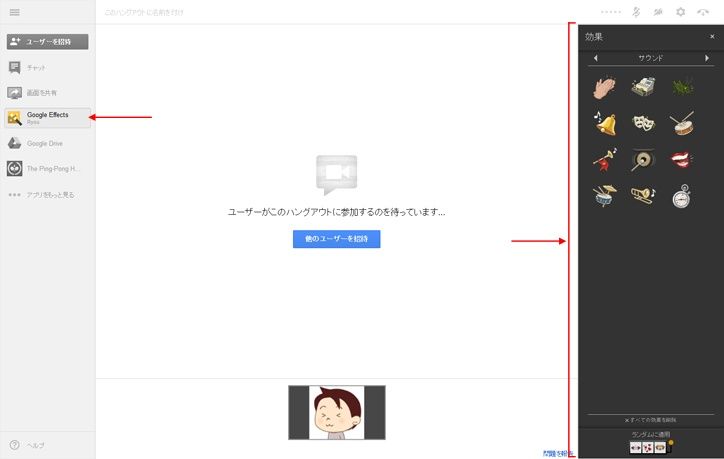 このハングアウトに名前を付け
ユーザーを招待
チャット
画面を共有
Google Effects
Google Drive
The Ping-Pong H...
アプリをもっと見る
ヘルプ
ユーザーがこのハングアウトに参加するのを待っています...
他のユーザーを招待
問題を報告
効果
×
サウンド
×すべての効果を削除
ランダムに適用